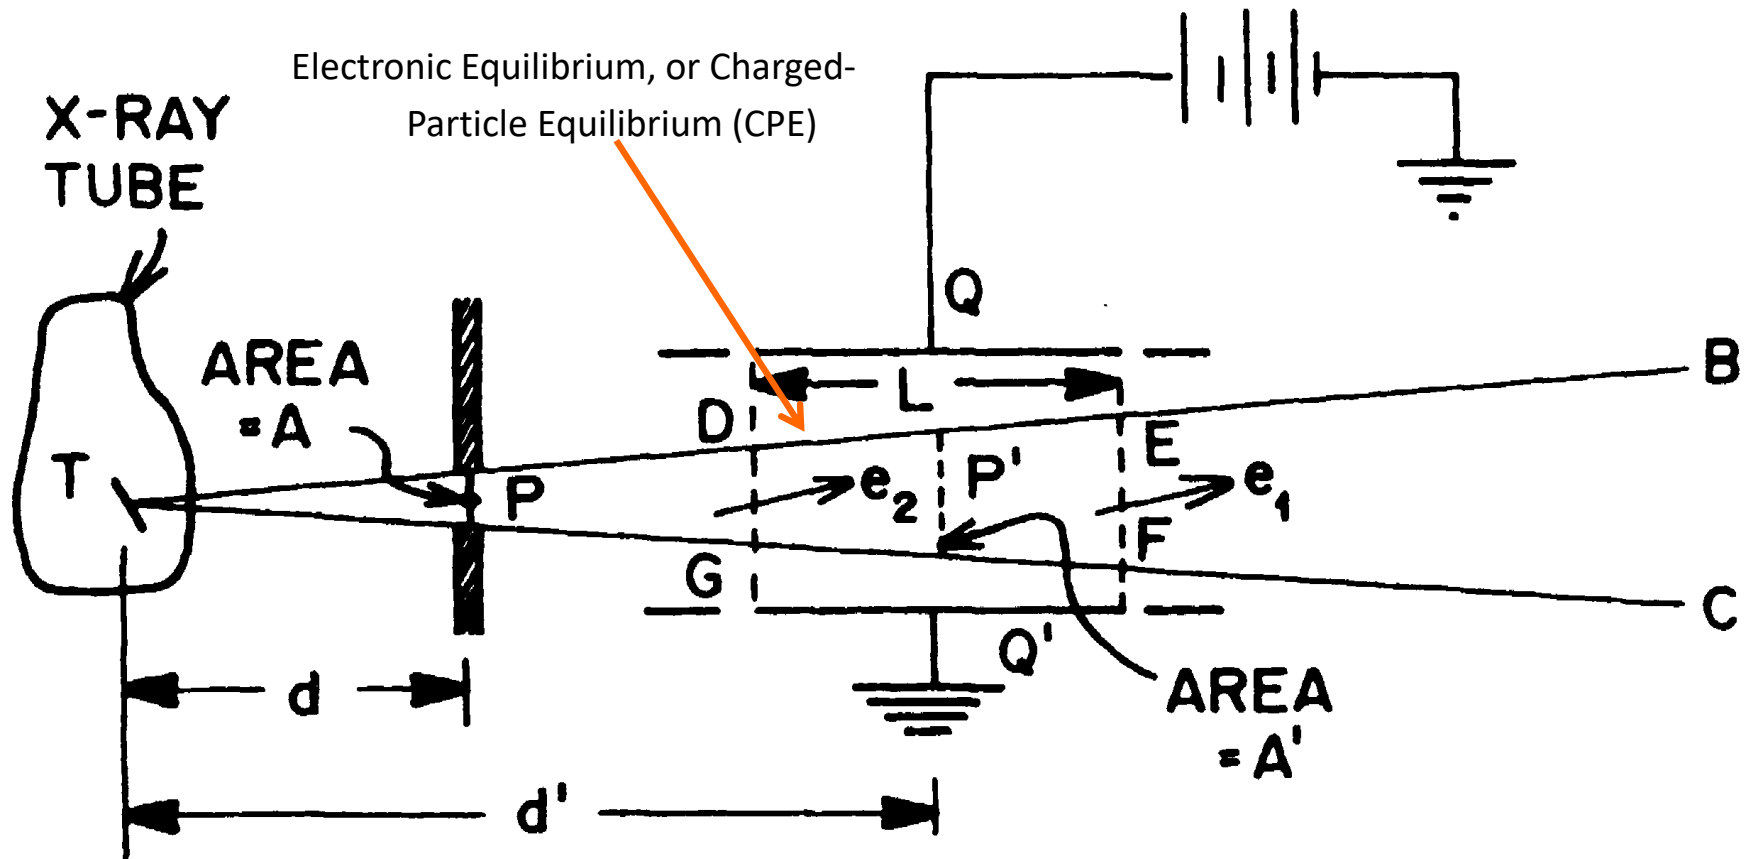 Electronic Equilibrium, or Charged-
Particle Equilibrium (CPE)
X-RAY
TUBE
Q
AREA
= A
L
B
D
E
T
P
e₂
P'
e₁
F
G
C
Q'
d
AREA
= A'
d'